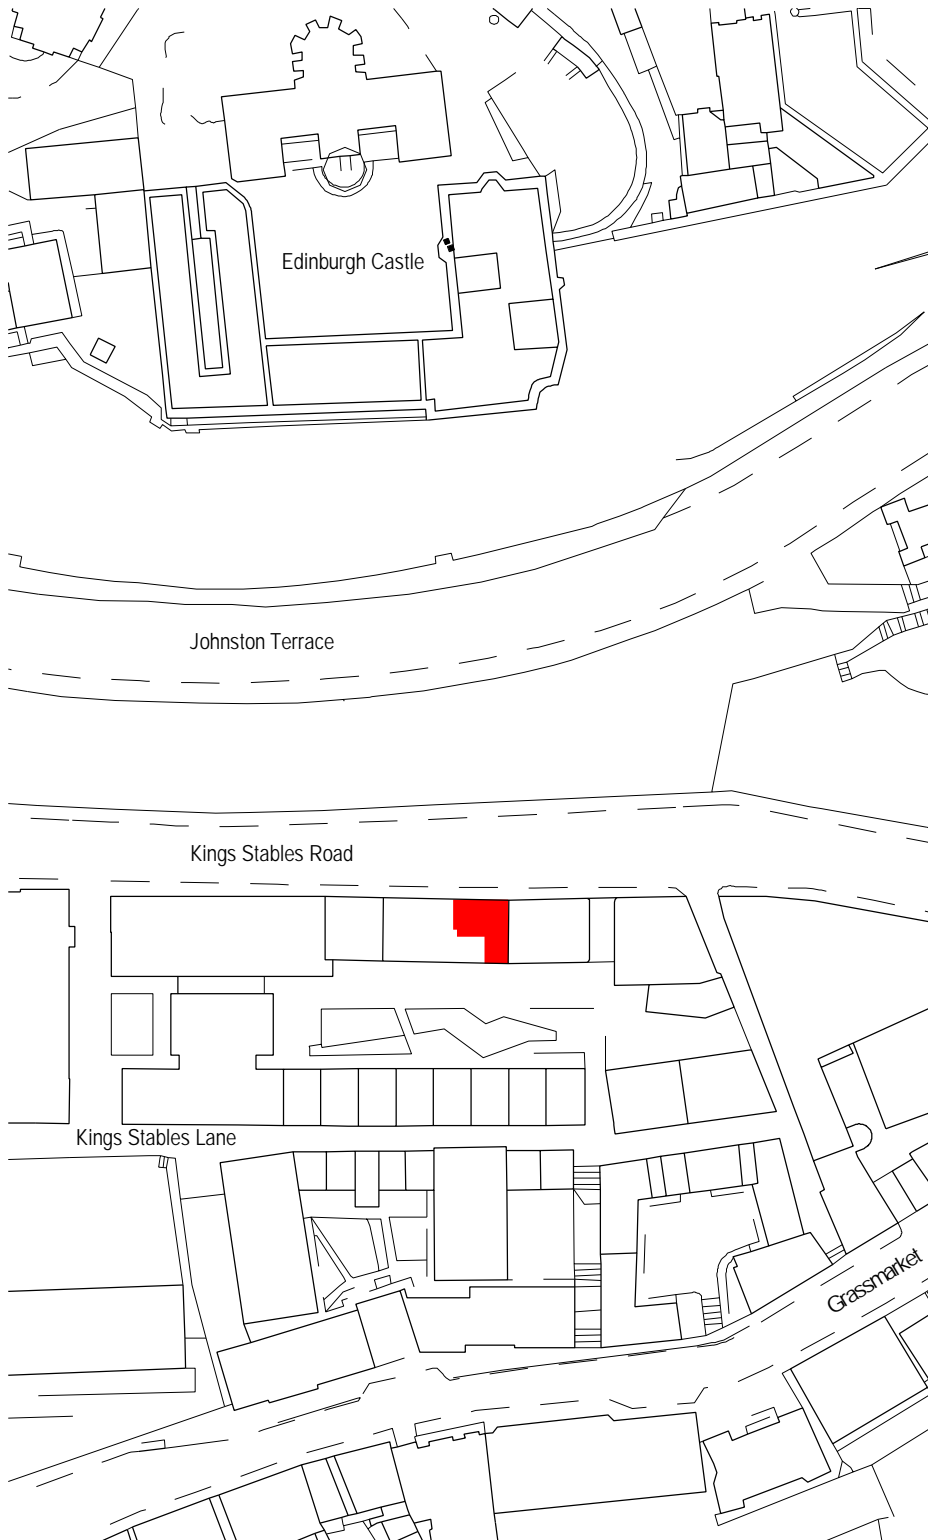 Edinburgh Castle
Johnston Terrace
Kings Stables Road
Kings Stables Lane
Grassmarket